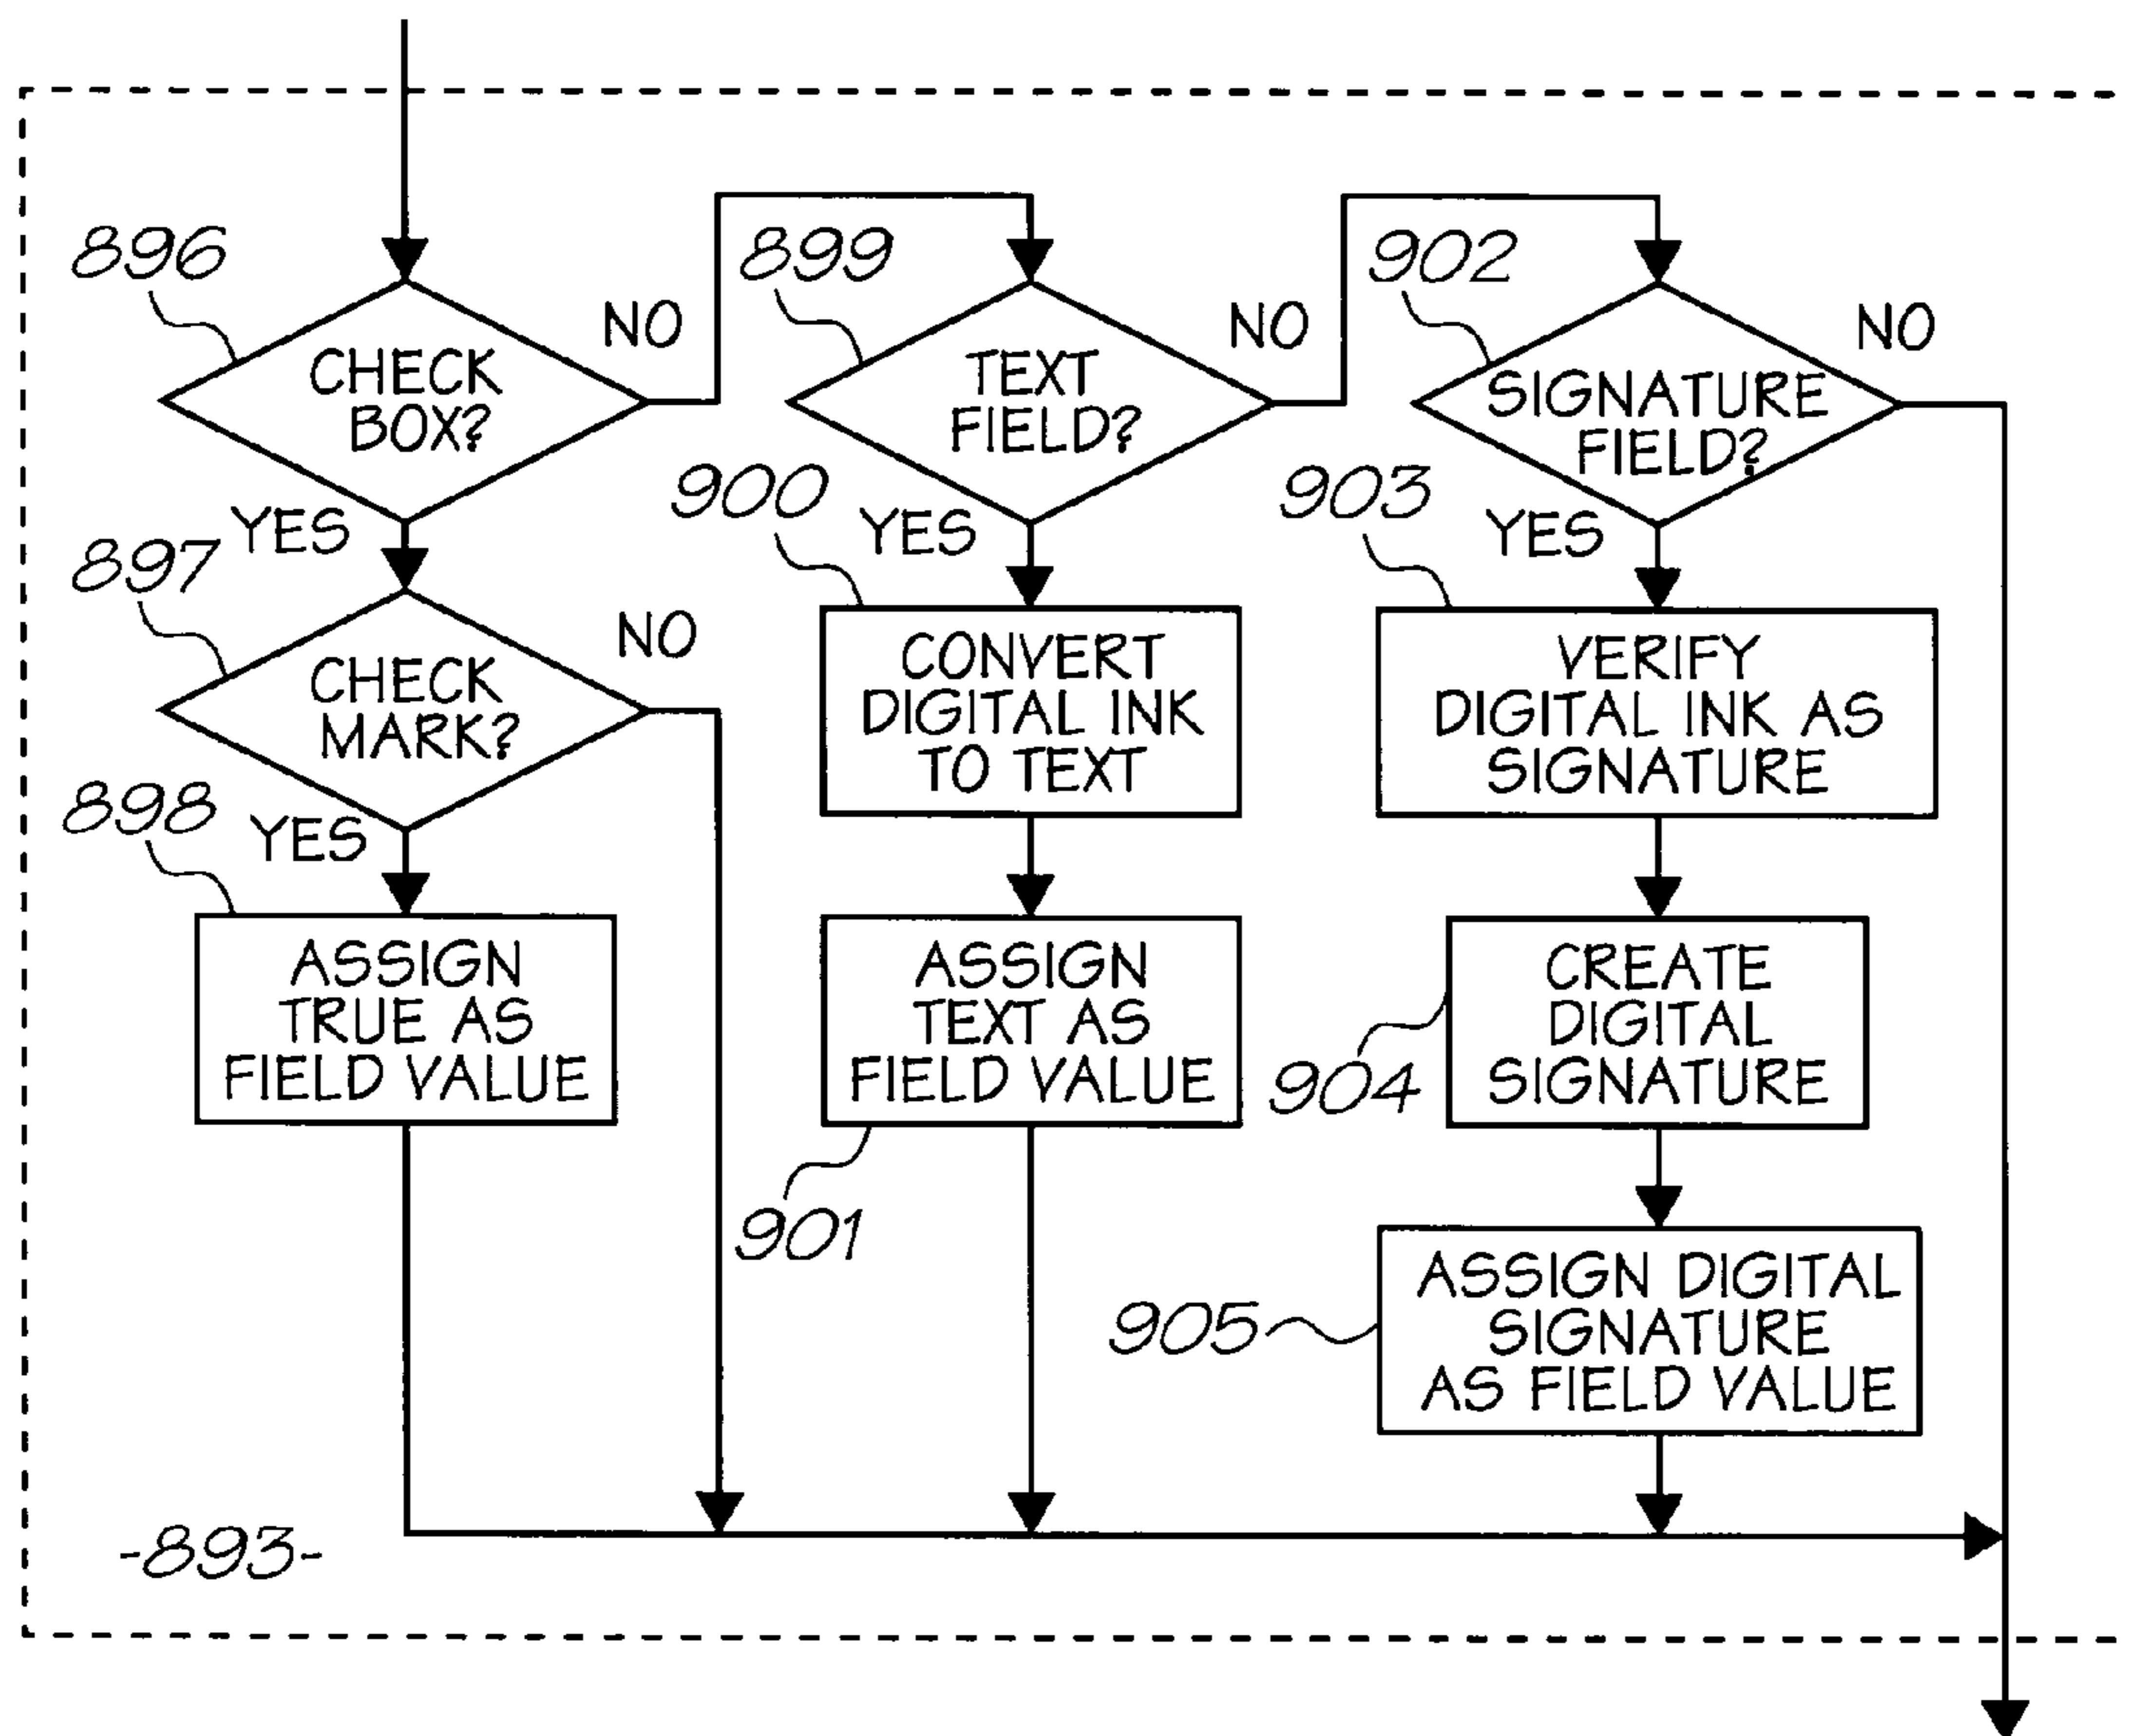 896
CHECK
BOX?
NO
YES
897
CHECK
MARK?
NO
YES
898
ASSIGN
TRUE AS
FIELD VALUE
899
TEXT
FIELD?
NO
YES
900
CONVERT
DIGITAL INK
TO TEXT
ASSIGN
TEXT AS
FIELD VALUE
901
902
SIGNATURE
FIELD?
NO
YES
903
VERIFY
DIGITAL INK AS
SIGNATURE
CREATE
DIGITAL
SIGNATURE
904
ASSIGN DIGITAL
SIGNATURE
AS FIELD VALUE
905
-893-